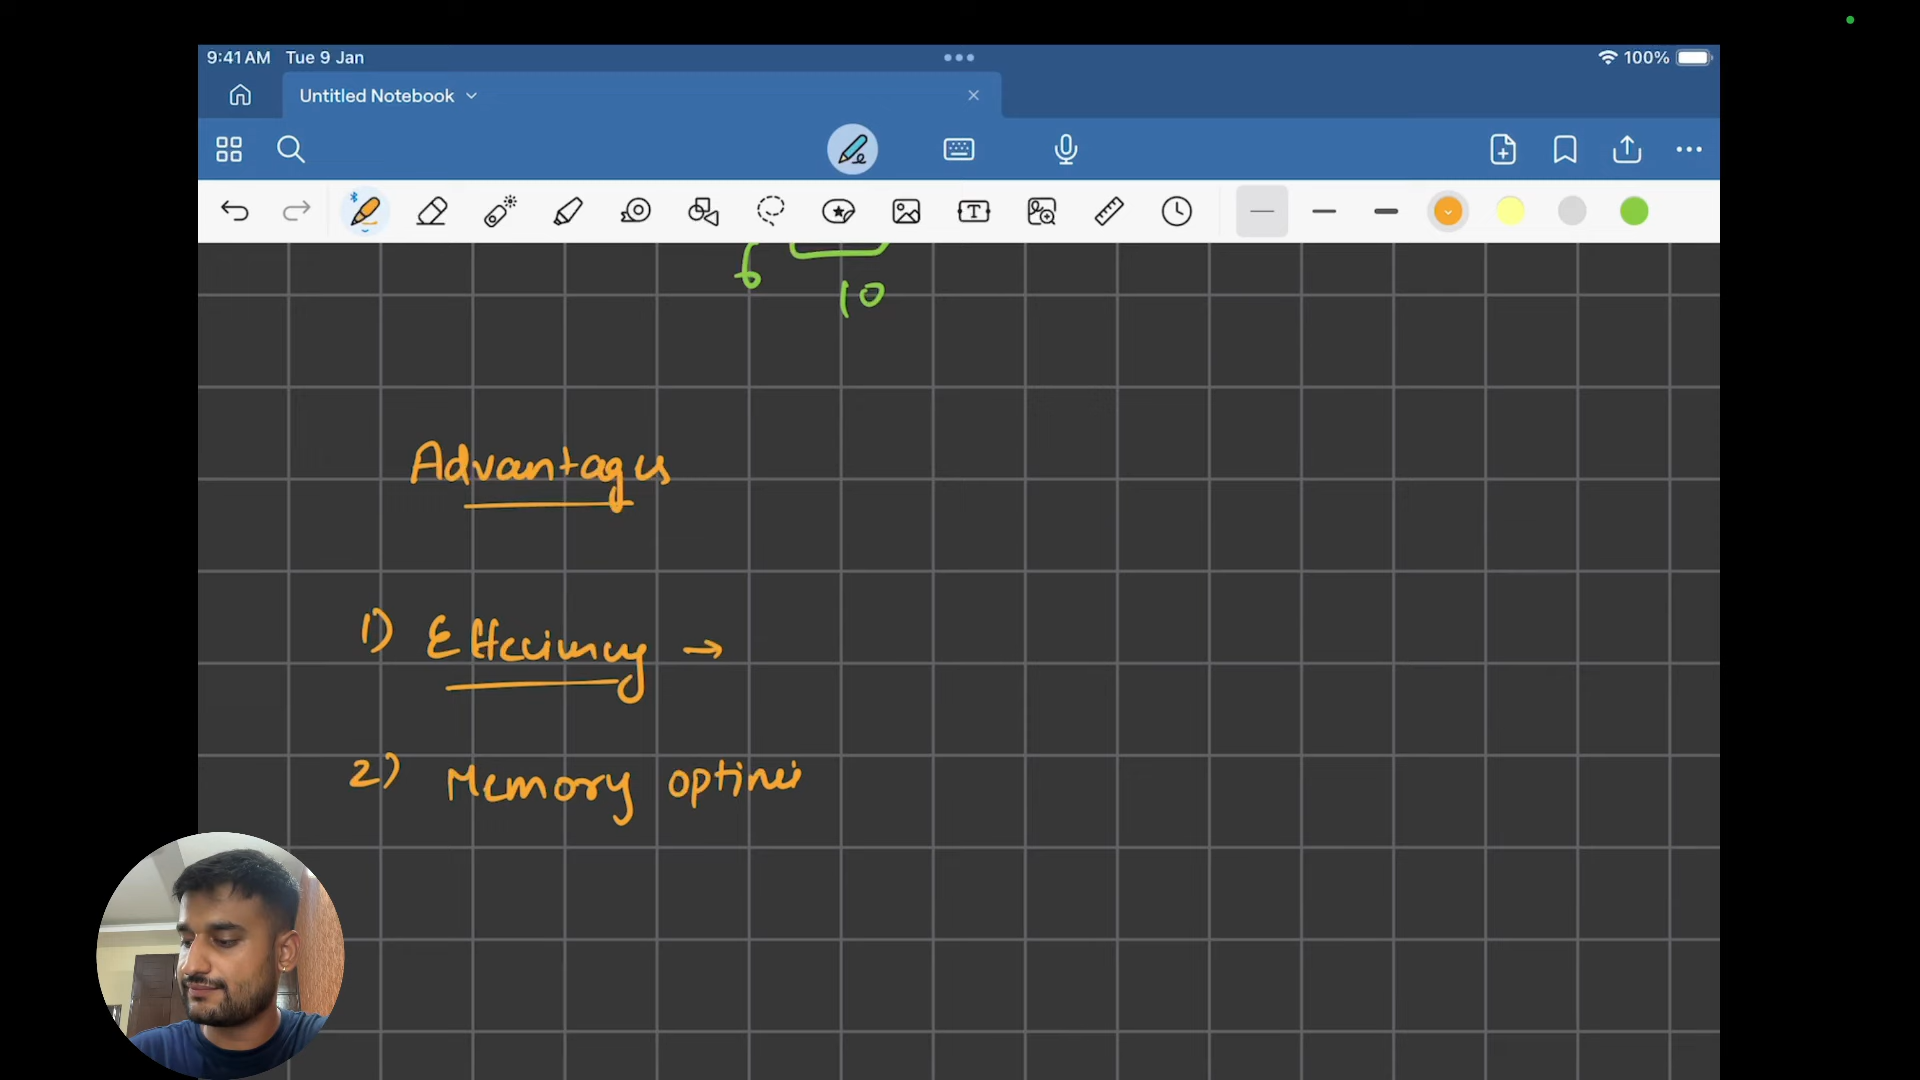 9:41 AM Tue 9 Jan
100%
Untitled Notebook
6
10
Advantages
1) Efficiency →
2) Memory optimi